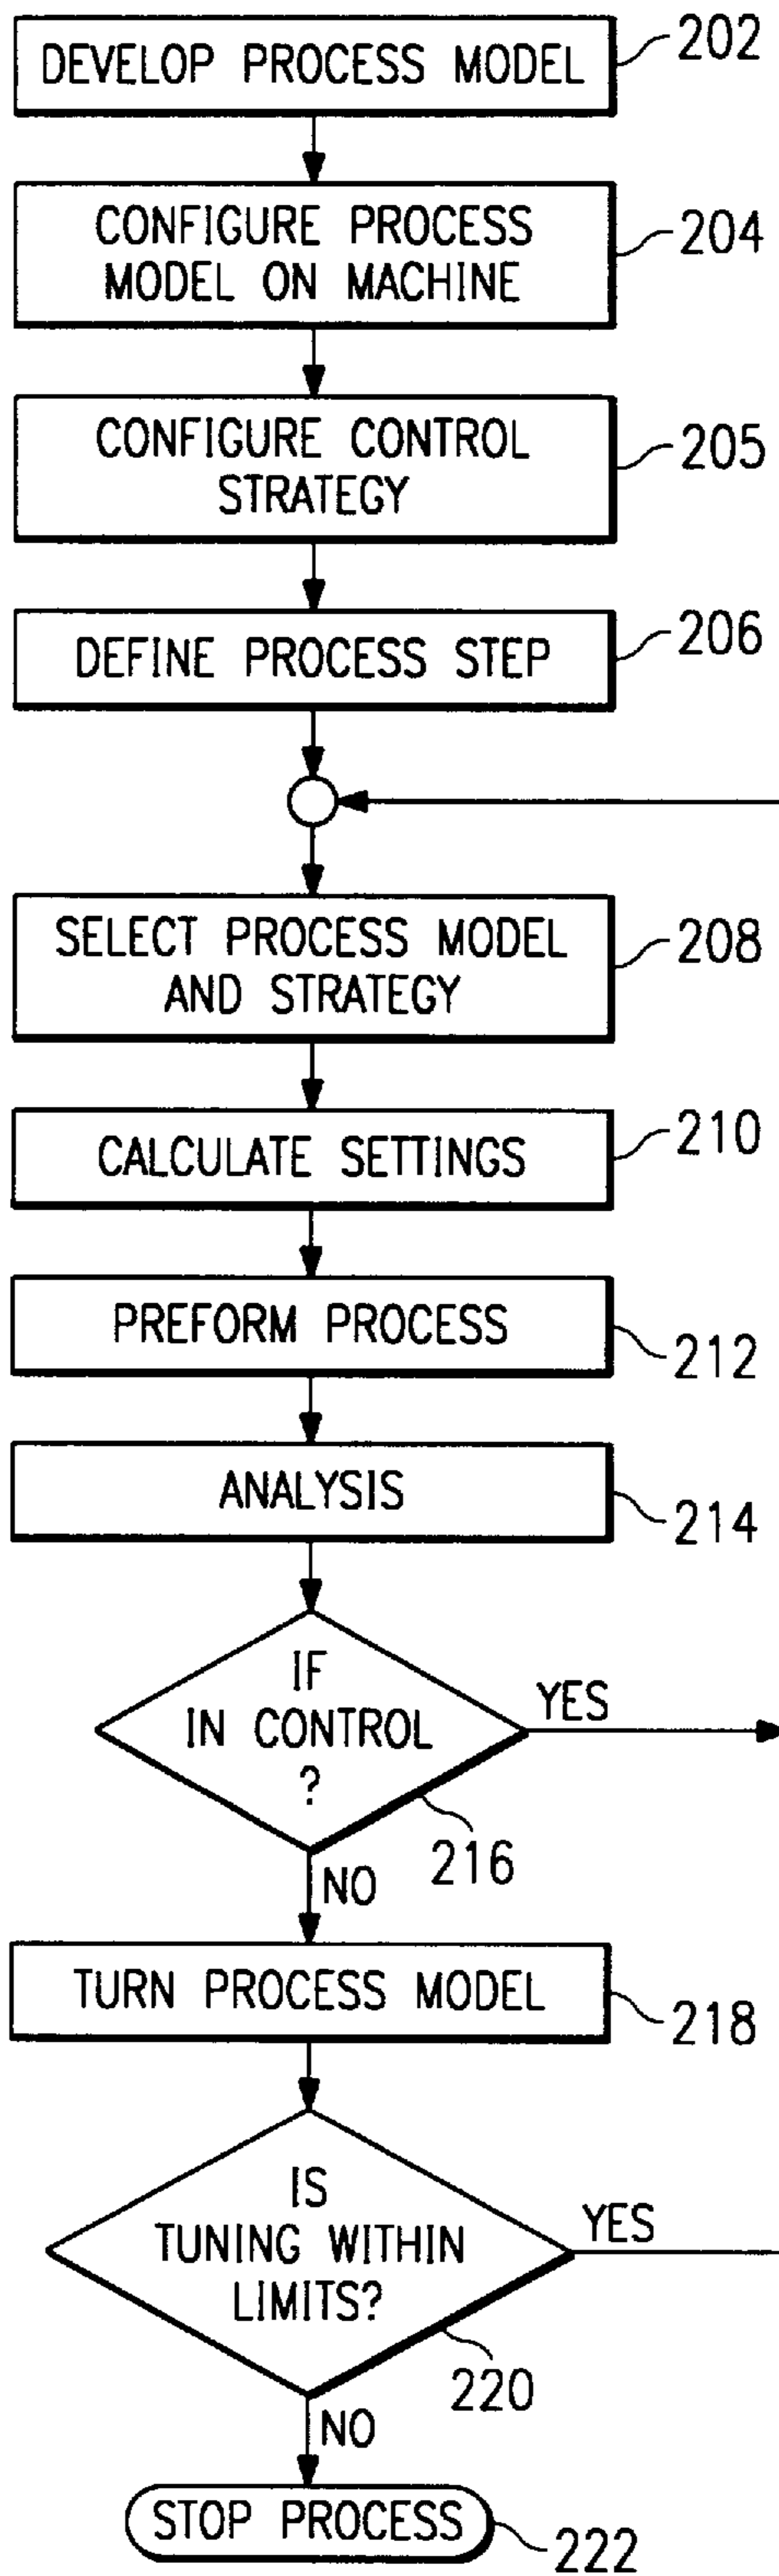 DEVELOP PROCESS MODEL
202
CONFIGURE PROCESS
MODEL ON MACHINE
204
CONFIGURE CONTROL
STRATEGY
205
DEFINE PROCESS STEP
206
SELECT PROCESS MODEL
AND STRATEGY
208
CALCULATE SETTINGS
210
PREFORM PROCESS
212
ANALYSIS
214
IF
IN CONTROL
?
YES
216
NO
TURN PROCESS MODEL
218
IS
TUNING WITHIN
LIMITS?
YES
220
NO
STOP PROCESS
222